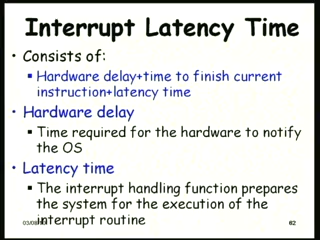 Interrupt Latency Time
• Consists of:
▪ Hardware delay+time to finish current
instruction+latency time
• Hardware delay
▪ Time required for the hardware to notify
the OS
• Latency time
▪ The interrupt handling function prepares
the system for the execution of the
interrupt routine
62